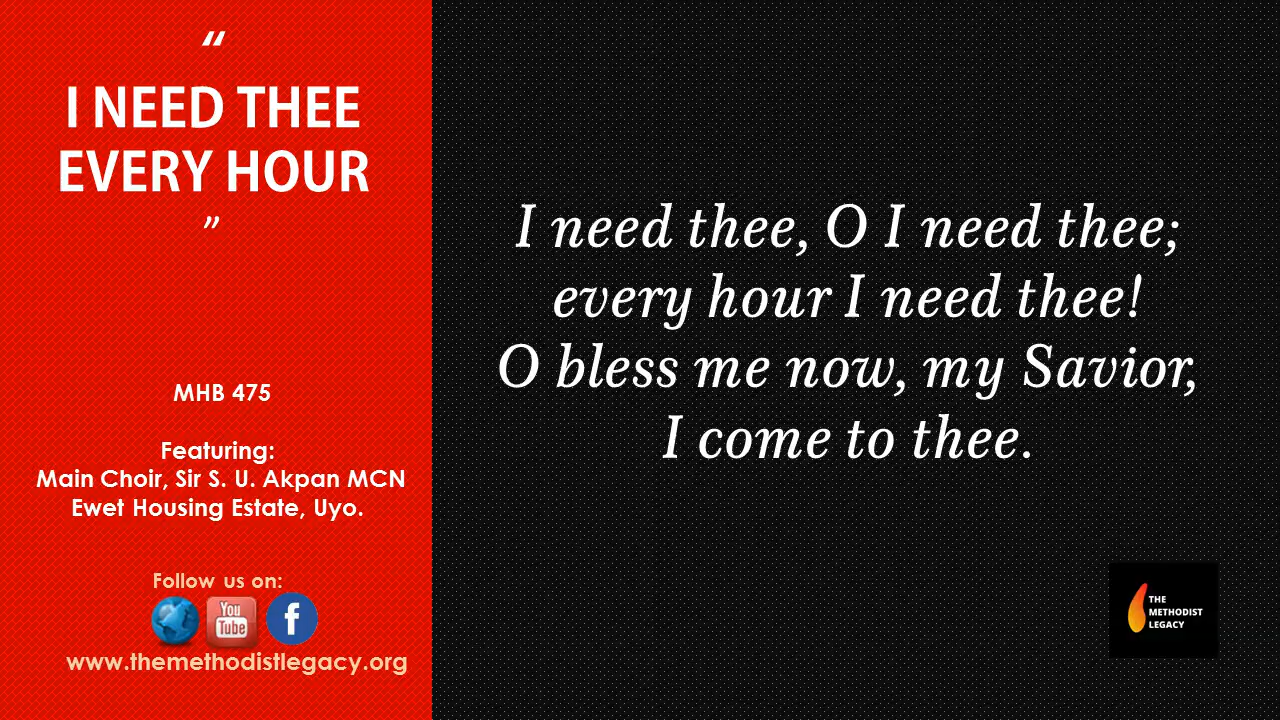 “
I NEED THEE
EVERY HOUR
”
MHB 475
Featuring:
Main Choir, Sir S. U. Akpan MCN
Ewet Housing Estate, Uyo.
Follow us on:
You
Tube
f
www.themethodistlegacy.org
I need thee, O I need thee;
every hour I need thee!
O bless me now, my Savior,
I come to thee.
THE
METHODIST
LEGACY